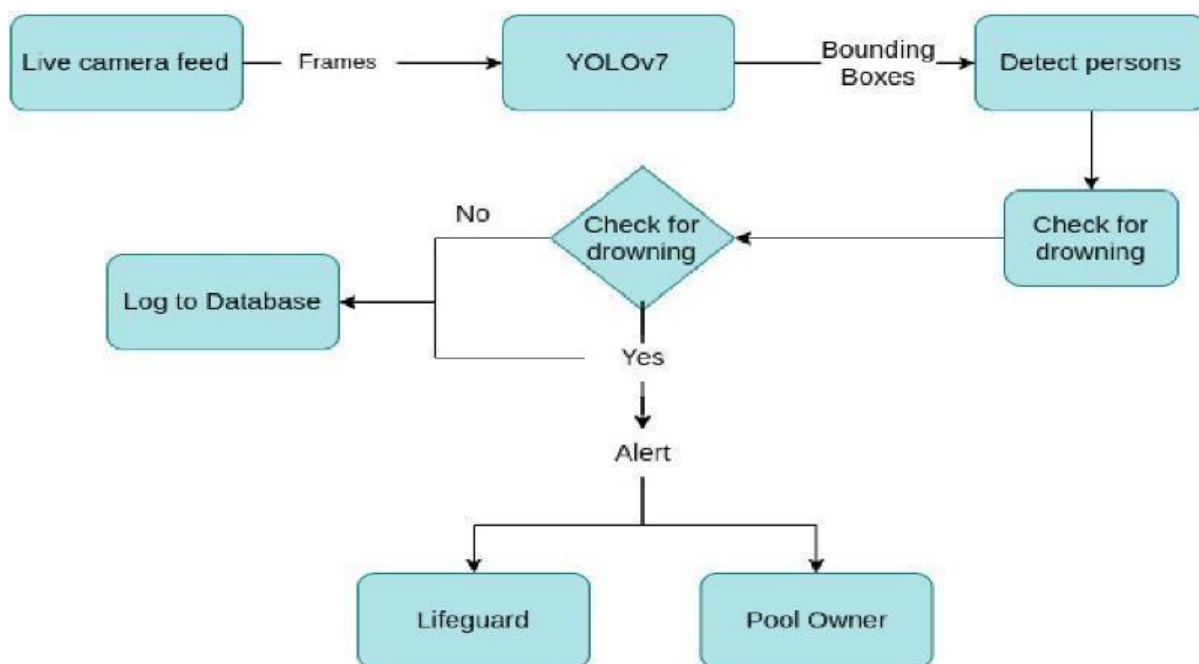 Live camera feed
Frames
YOLOv7
Bounding
Boxes
Detect persons
Check for
drowning
Check for
drowning
No
Log to Database
Yes
Alert
Lifeguard
Pool Owner